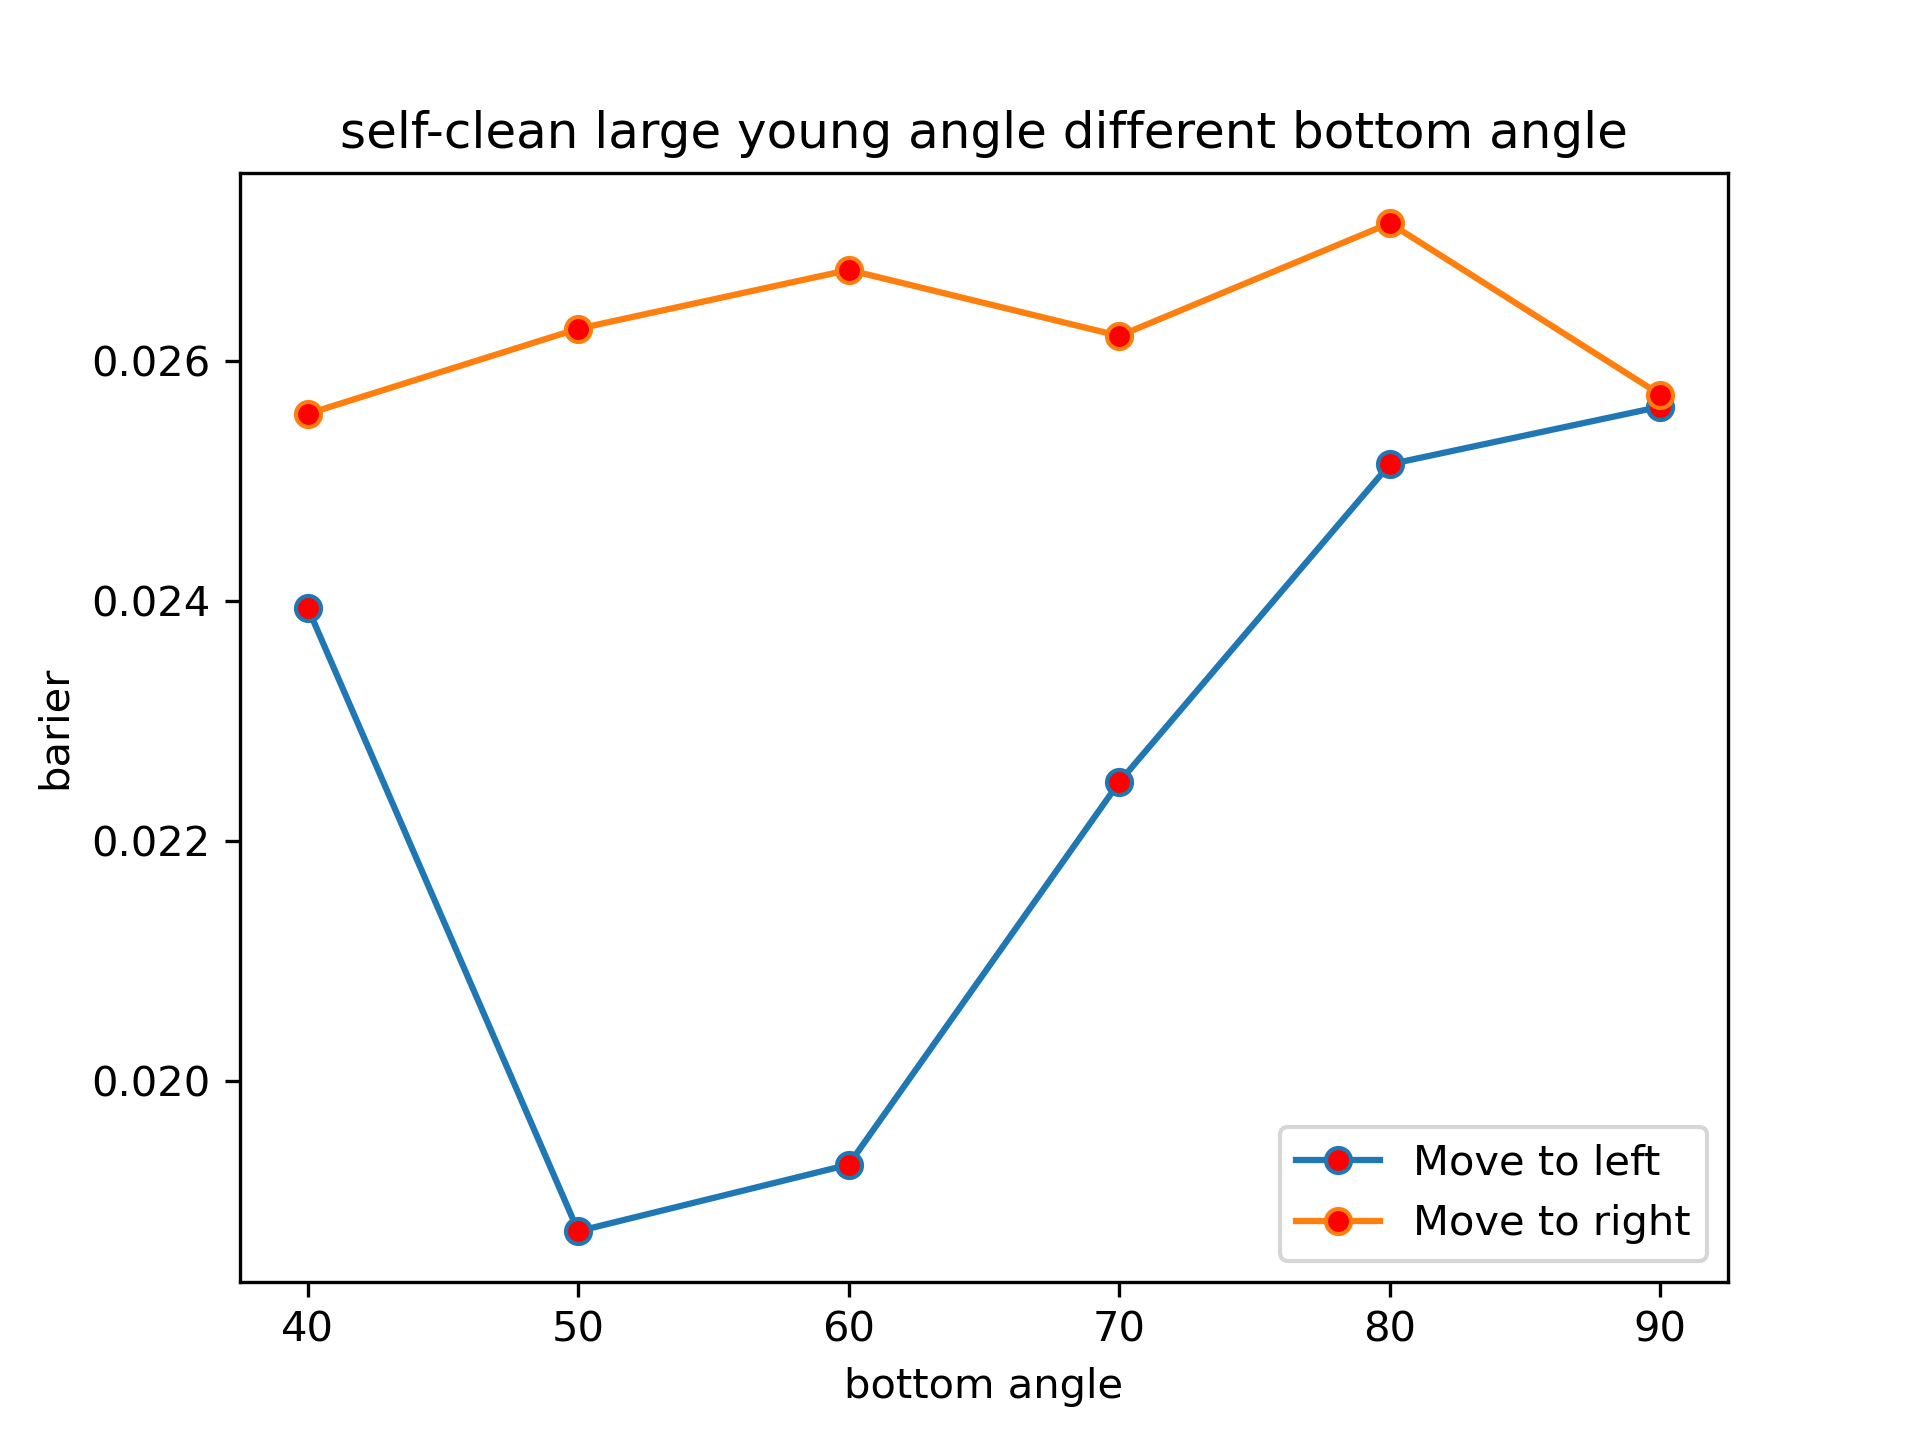 self-clean large young angle different bottom angle
barier
0.026
0.024
0.022
0.020
Move to left
Move to right
40 50 60 70 80 90
bottom angle